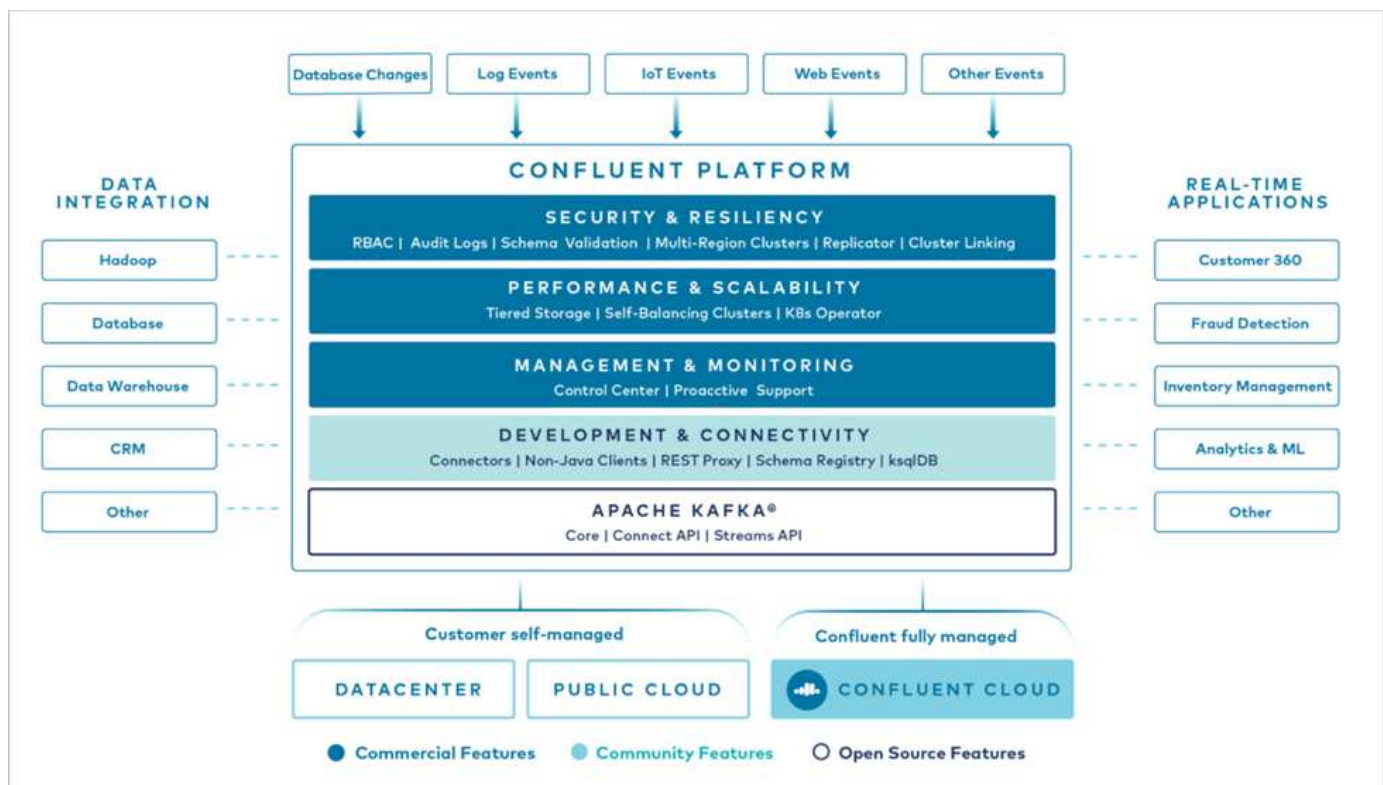 Database Changes
Log Events
IoT Events
Web Events
Other Events
CONFLUENT PLATFORM
DATA
INTEGRATION
Hadoop
Database
Data Warehouse
CRM
Other
SECURITY & RESILIENCY
RBAC | Audit Logs | Schema Validation | Multi-Region Clusters | Replicator | Cluster Linking
PERFORMANCE & SCALABILITY
Tiered Storage | Self-Balancing Clusters | K8s Operator
MANAGEMENT & MONITORING
Control Center | Proacctive Support
DEVELOPMENT & CONNECTIVITY
Connectors | Non-Java Clients | REST Proxy | Schema Registry | ksqlDB
APACHE KAFKA®
Core | Connect API | Streams API
REAL-TIME
APPLICATIONS
Customer 360
Fraud Detection
Inventory Management
Analytics & ML
Other
Customer self-managed
Confluent fully managed
DATACENTER
PUBLIC CLOUD
CONFLUENT CLOUD
Commercial Features
Community Features
Open Source Features